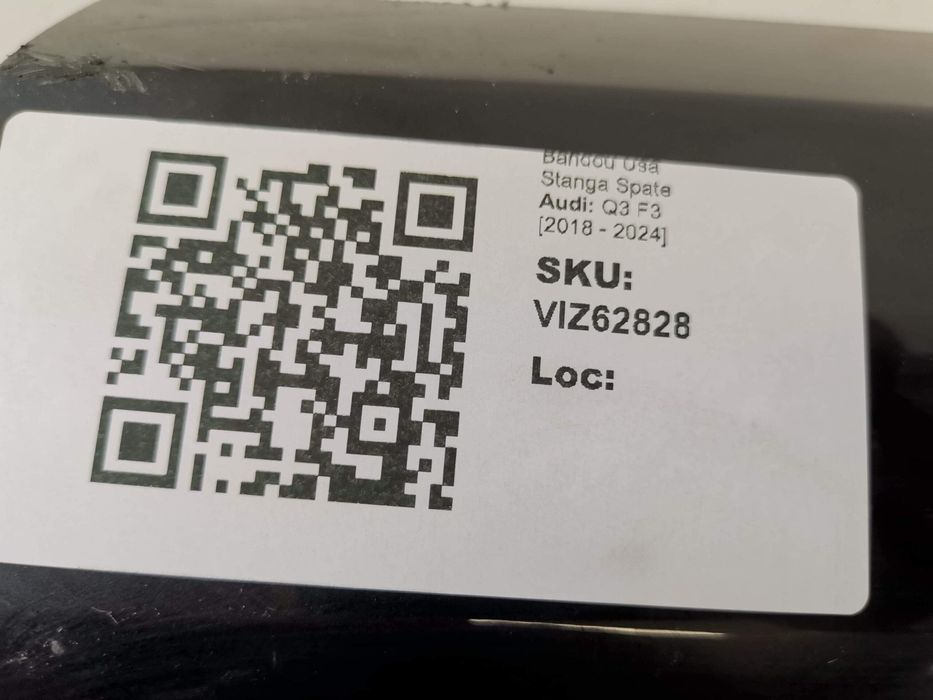 Bandou Usa
Stanga Spate
Audi: Q3 F3
[2018 - 2024]
SKU:
VIZ62828
Loc: